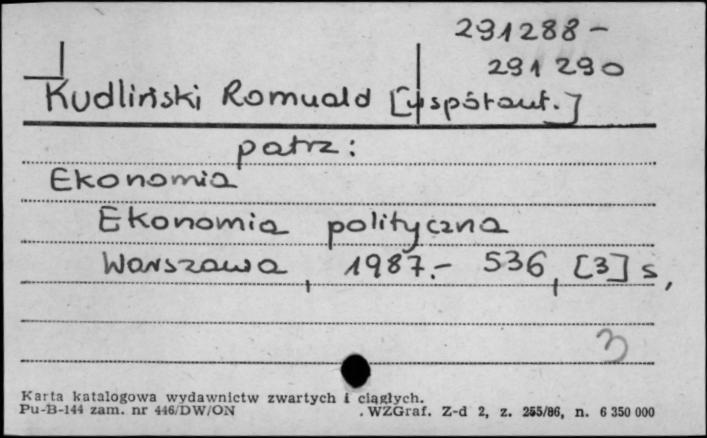 291288-
291290
Kudliński Romuald [współaut.]
patrz:
Ekonomia
Ekonomia polityczna
Warszawa, 1987.- 536, [3] s,
3
Karta katalogowa wydawnictw zwartych i ciągłych.
Pu-B-144 zam. nr 446/DW/ON . WZGraf. Z-d 2, z. 255/86, n. 6 350 000